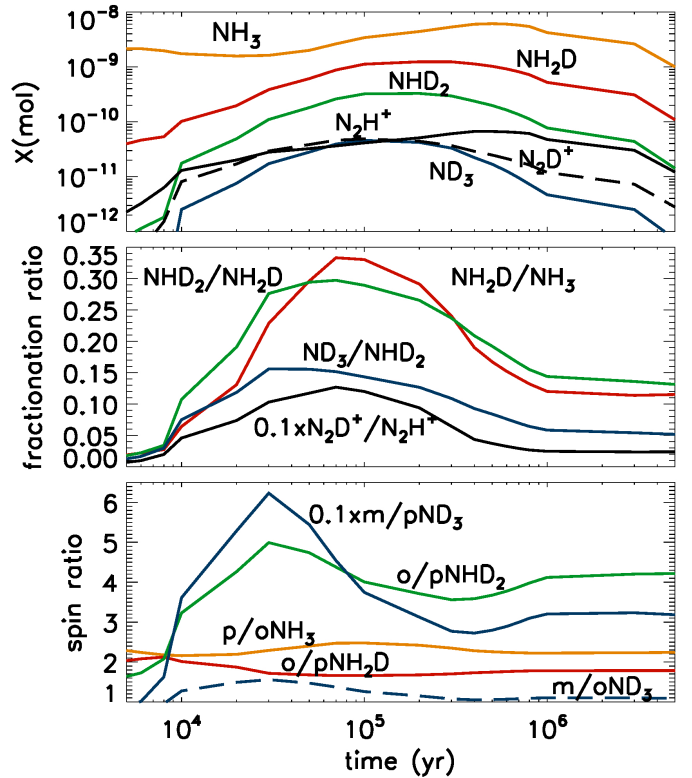 10⁻⁸
10⁻⁹
10⁻¹⁰
10⁻¹¹
10⁻¹²
X(mol)
NH₃
NH₂D
NHD₂
N₂H⁺
N₂D⁺
ND₃
0.35
0.30
0.25
0.20
0.15
0.10
0.05
0.00
fractionation ratio
NHD₂/NH₂D
NH₂D/NH₃
ND₃/NHD₂
0.1xN₂D⁺/N₂H⁺
6
5
4
3
2
1
spin ratio
0.1xm/pND₃
o/pNHD₂
p/oNH₃
o/pNH₂D
m/oND₃
10⁴ 10⁵ 10⁶
time (yr)